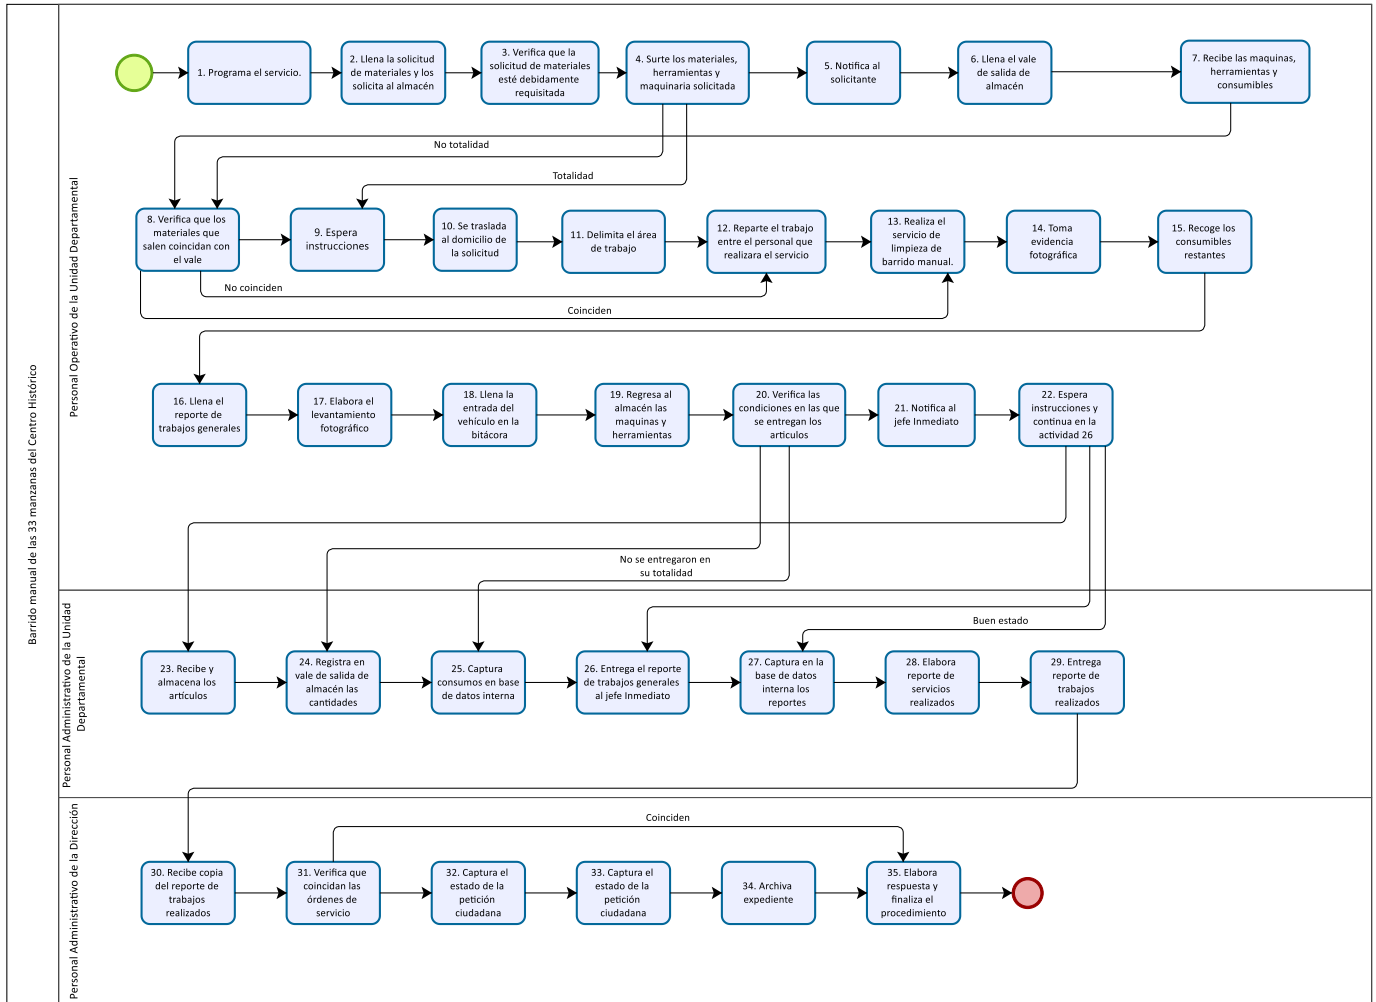 Barrido manual de las 33 manzanas del Centro Histórico
Personal Operativo de la Unidad Departamental
1. Programa el servicio.
2. Llena la solicitud
de materiales y los
solicita al almacén
3. Verifica que la
solicitud de materiales
esté debidamente
requisitada
4. Surte los materiales,
herramientas y
maquinaria solicitada
5. Notifica al
solicitante
6. Llena el vale
de salida de
almacén
7. Recibe las maquinas,
herramientas y
consumibles
No totalidad
Totalidad
8. Verifica que los
materiales que
salen coincidan con
el vale
9. Espera
instrucciones
10. Se traslada
al domicilio de
la solicitud
11. Delimita el área
de trabajo
12. Reparte el trabajo
entre el personal que
realizara el servicio
13. Realiza el
servicio de
limpieza de
barrido manual.
14. Toma
evidencia
fotográfica
15. Recoge los
consumibles
restantes
No coinciden
Coinciden
16. Llena el
reporte de
trabajos generales
17. Elabora el
levantamiento
fotográfico
18. Llena la
entrada del
vehículo en la
bitácora
19. Regresa al
almacén las
maquinas y
herramientas
20. Verifica las
condiciones en las que
se entregan los
articulos
21. Notifica al
jefe Inmediato
22. Espera
instrucciones y
continua en la
actividad 26
No se entregaron en
su totalidad
Buen estado
Personal Administrativo de la Unidad
Departamental
23. Recibe y
almacena los
artículos
24. Registra en
vale de salida de
almacén las
cantidades
25. Captura
consumos en base
de datos interna
26. Entrega el reporte
de trabajos generales
al jefe Inmediato
27. Captura en la
base de datos
interna los
reportes
28. Elabora
reporte de
servicios
realizados
29. Entrega
reporte de
trabajos
realizados
Personal Administrativo de la Dirección
Coinciden
30. Recibe copia
del reporte de
trabajos
realizados
31. Verifica que
coincidan las
órdenes de
servicio
32. Captura el
estado de la
petición
ciudadana
33. Captura el
estado de la
petición
ciudadana
34. Archiva
expediente
35. Elabora
respuesta y
finaliza el
procedimiento